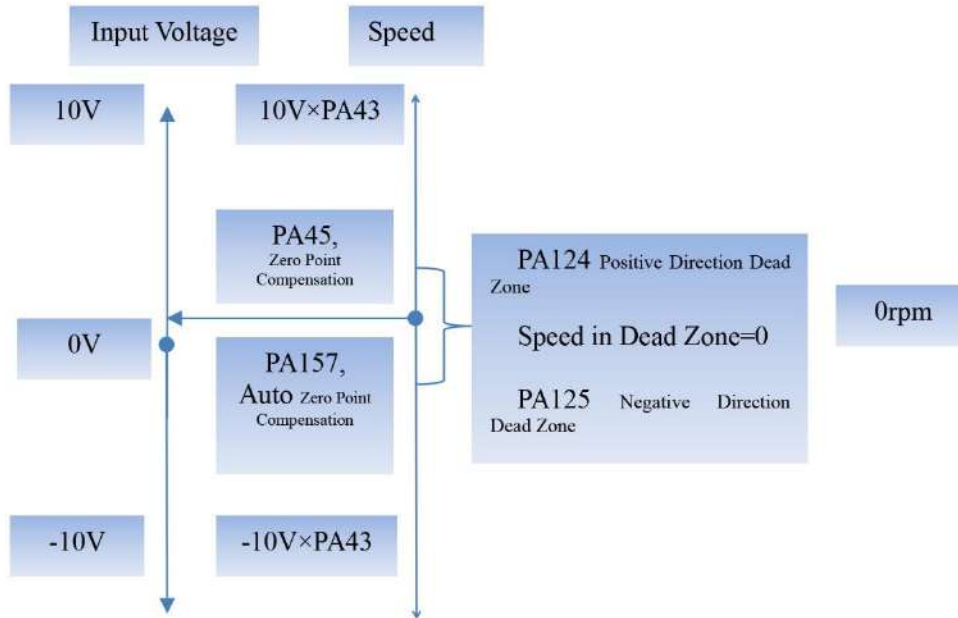 Input Voltage
Speed
10V
10V×PA43
PA45,
Zero Point
Compensation
PA124 Positive Direction Dead
Zone
Speed in Dead Zone=0
PA125 Negative Direction
Dead Zone
0rpm
0V
PA157,
Auto Zero Point
Compensation
-10V
-10V×PA43